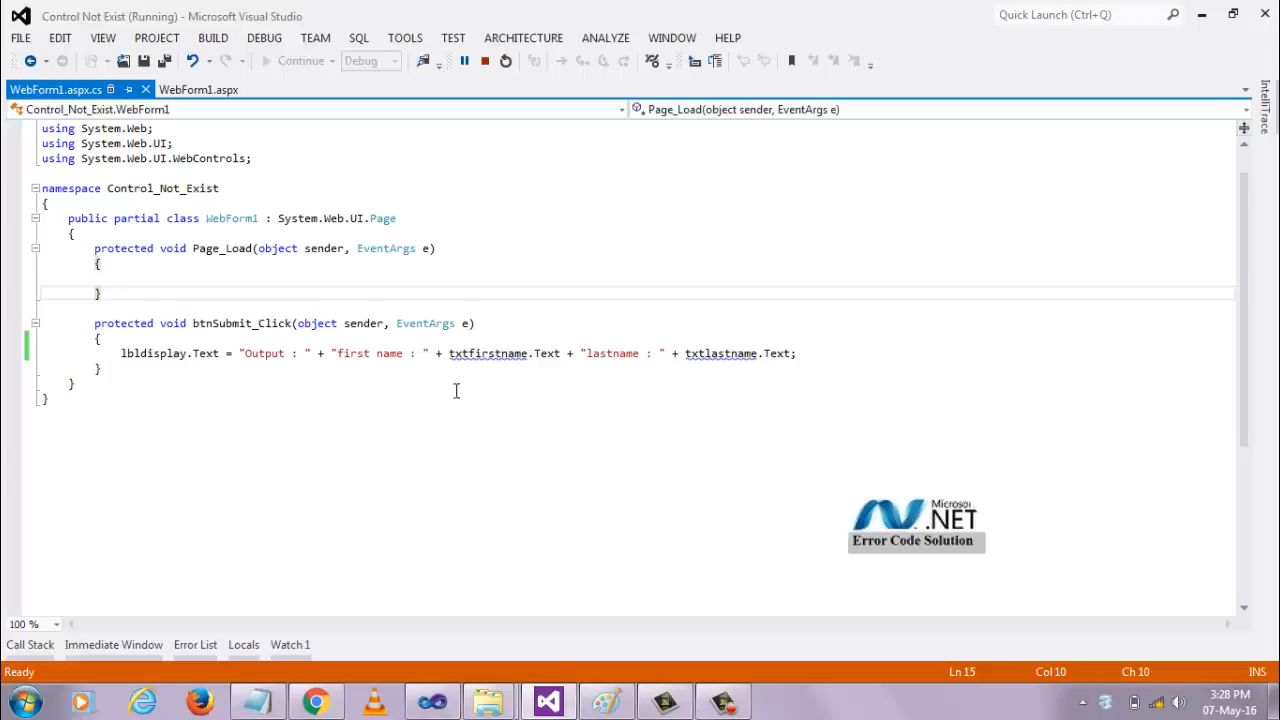 Control Not Exist (Running) - Microsoft Visual Studio
Quick Launch (Ctrl+Q)
FILE EDIT VIEW PROJECT BUILD DEBUG TEAM SQL TOOLS TEST ARCHITECTURE ANALYZE WINDOW HELP
Continue Debug
WebForm1.aspx.cs WebForm1.aspx
Control_Not_Exist.WebForm1 Page_Load(object sender, EventArgs e)
IntelliTrace
using System.Web;
using System.Web.UI;
using System.Web.UI.WebControls;
namespace Control_Not_Exist
{
public partial class WebForm1 : System.Web.UI.Page
{
protected void Page_Load(object sender, EventArgs e)
{
}
protected void btnSubmit_Click(object sender, EventArgs e)
{
lbldisplay.Text = "Output : " + "first name : " + txtfirstname.Text + "lastname : " + txtlastname.Text;
}
}
}
Microsof
.NET
Error Code Solution
100 %
Call Stack Immediate Window Error List Locals Watch 1
Ready Ln 15 Col 10 Ch 10 INS
3:28 PM
07-May-16